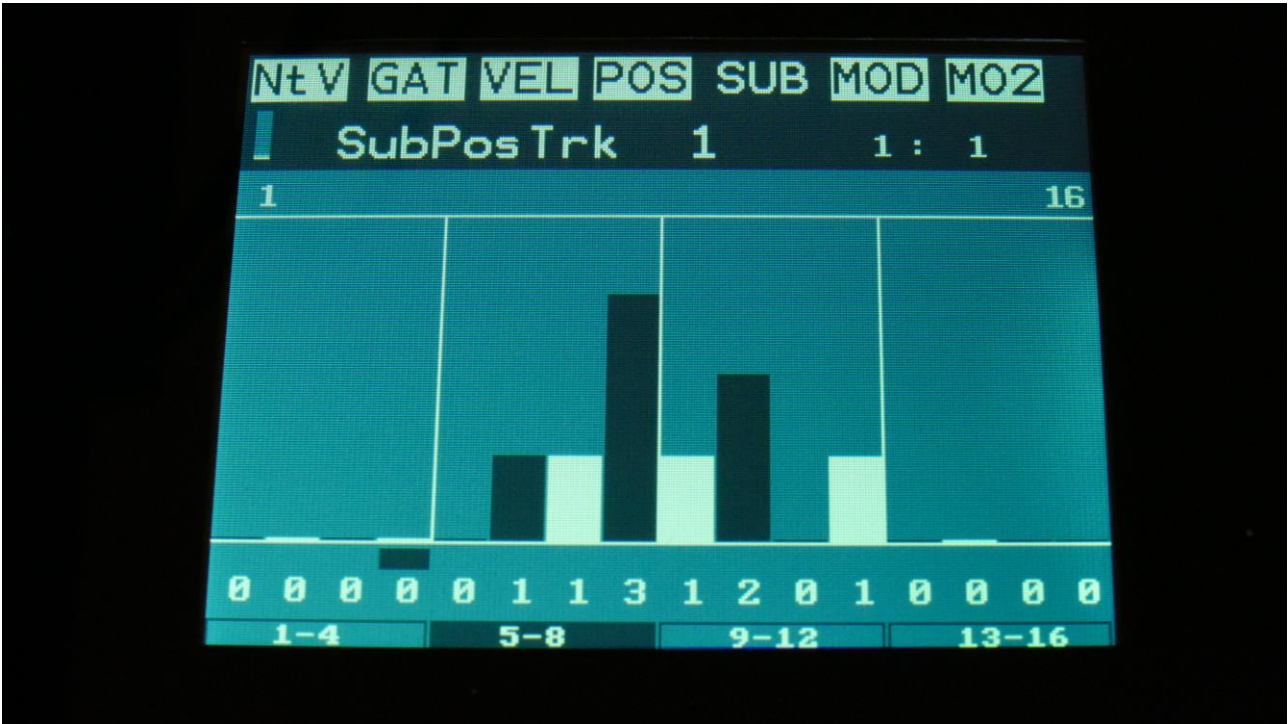 NtV GAT VEL POS SUB MOD MO2
SubPosTrk 1 1: 1
1 16
0 0 0 0 0 1 1 3 1 2 0 1 0 0 0 0
1-4 5-8 9-12 13-16